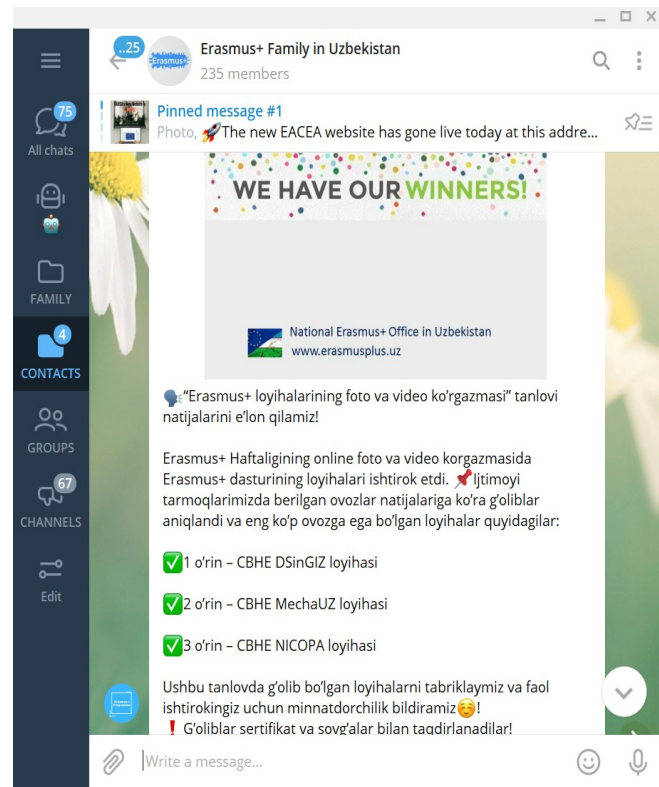 ..25
Erasmus+ Family in Uzbekistan
235 members
Erasmus+
Pinned message #1
Photo, 🚀The new EACEA website has gone live today at this addre...
75
All chats
FAMILY
4
CONTACTS
GROUPS
67
CHANNELS
Edit
WE HAVE OUR WINNERS!
National Erasmus+ Office in Uzbekistan
www.erasmusplus.uz
🗣“Erasmus+ loyihalarining foto va video ko’rgazmasi” tanlovi
natijalarini e’lon qilamiz!
Erasmus+ Haftaligining online foto va video korgazmasida
Erasmus+ dasturining loyihalari ishtirok etdi. 📌Ijtimoyi
tarmoqlarimizda berilgan ovozlar natijalariga ko’ra g’oliblar
aniqlandi va eng ko’p ovozga ega bo’lgan loyihalar quyidagilar:
✅1 o’rin – CBHE DSinGIZ loyihasi
✅2 o’rin – CBHE MechaUZ loyihasi
✅3 o’rin – CBHE NICOPA loyihasi
Ushbu tanlovda g’olib bo’lgan loyihalarni tabriklaymiz va faol
ishtirokingiz uchun minnatdorchilik bildiramiz☺️!
❗ G’oliblar sertifikat va sovg’alar bilan taqdirlanadilar!
Write a message...